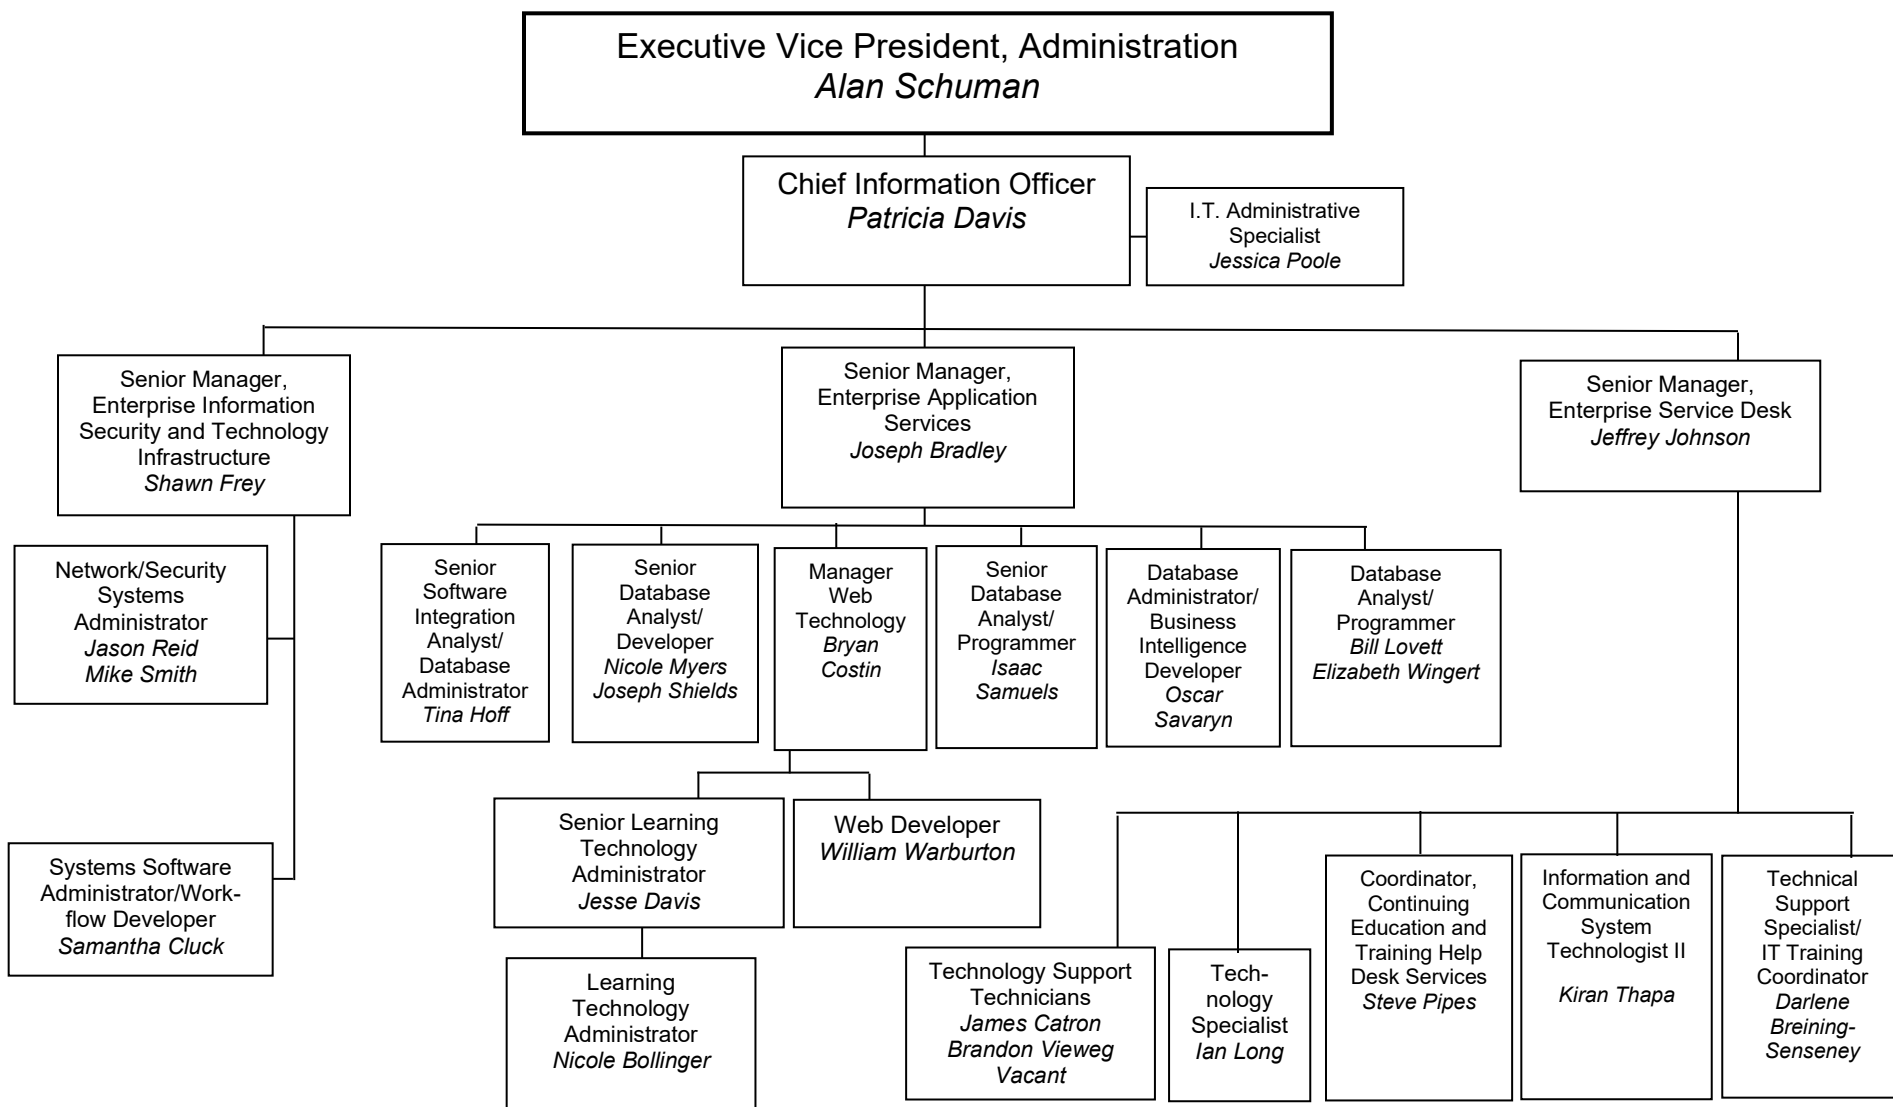 Executive Vice President, Administration
Alan Schuman
Chief Information Officer
Patricia Davis
I.T. Administrative
Specialist
Jessica Poole
Senior Manager,
Enterprise Information
Security and Technology
Infrastructure
Shawn Frey
Senior Manager,
Enterprise Application
Services
Joseph Bradley
Senior Manager,
Enterprise Service Desk
Jeffrey Johnson
Network/Security
Systems
Administrator
Jason Reid
Mike Smith
Senior
Software
Integration
Analyst/
Database
Administrator
Tina Hoff
Senior
Database
Analyst/
Developer
Nicole Myers
Joseph Shields
Manager
Web
Technology
Bryan
Costin
Senior
Database
Analyst/
Programmer
Isaac
Samuels
Database
Administrator/
Business
Intelligence
Developer
Oscar
Savaryn
Database
Analyst/
Programmer
Bill Lovett
Elizabeth Wingert
Systems Software
Administrator/Work-
flow Developer
Samantha Cluck
Senior Learning
Technology
Administrator
Jesse Davis
Web Developer
William Warburton
Learning
Technology
Administrator
Nicole Bollinger
Technology Support
Technicians
James Catron
Brandon Vieweg
Vacant
Tech-
nology
Specialist
Ian Long
Coordinator,
Continuing
Education and
Training Help
Desk Services
Steve Pipes
Information and
Communication
System
Technologist II
Kiran Thapa
Technical
Support
Specialist/
IT Training
Coordinator
Darlene
Breining-
Senseney